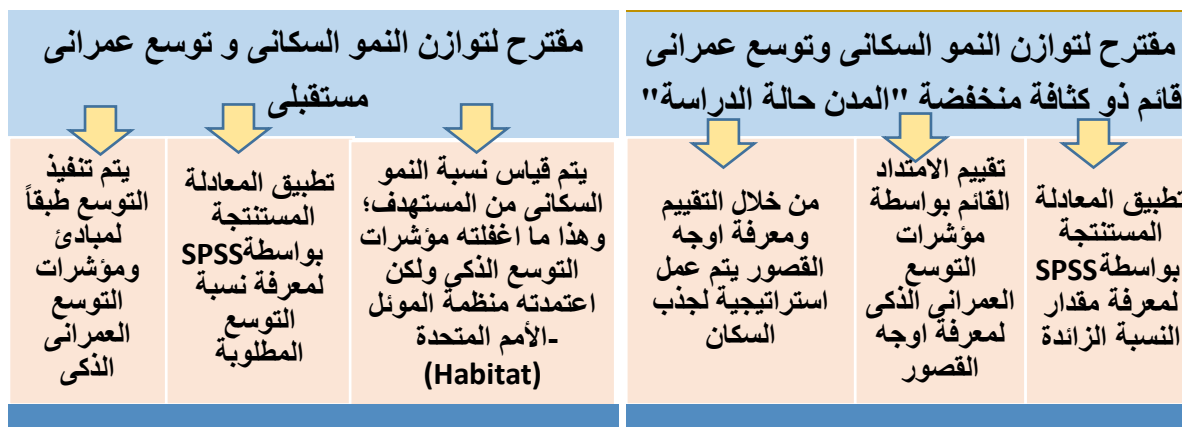 مقترح لتوازن النمو السكانى وتوسع عمرانى
قائم ذو كثافة منخفضة "المدن حالة الدراسة"
تطبيق المعادلة
المستنتجة
بواسطة SPSS
لمعرفة مقدار
النسبة الزائدة
تقييم الامتداد
القائم بواسطة
مؤشرات
التوسع
العمرانى الذكى
لمعرفة اوجه
القصور
من خلال التقييم
ومعرفة اوجه
القصور يتم عمل
استراتيجية لجذب
السكان
مقترح لتوازن النمو السكانى و توسع عمرانى
مستقبلى
يتم قياس نسبة النمو
السكانى من المستهدف؛
وهذا ما اغفلته مؤشرات
التوسع الذكى ولكن
اعتمدته منظمة الموئل
-الأمم المتحدة
(Habitat)
تطبيق المعادلة
المستنتجة
بواسطةSPSS
لمعرفة نسبة
التوسع
المطلوبة
يتم تنفيذ
التوسع طبقاً
لمبادئ
ومؤشرات
التوسع
العمرانى
الذكى